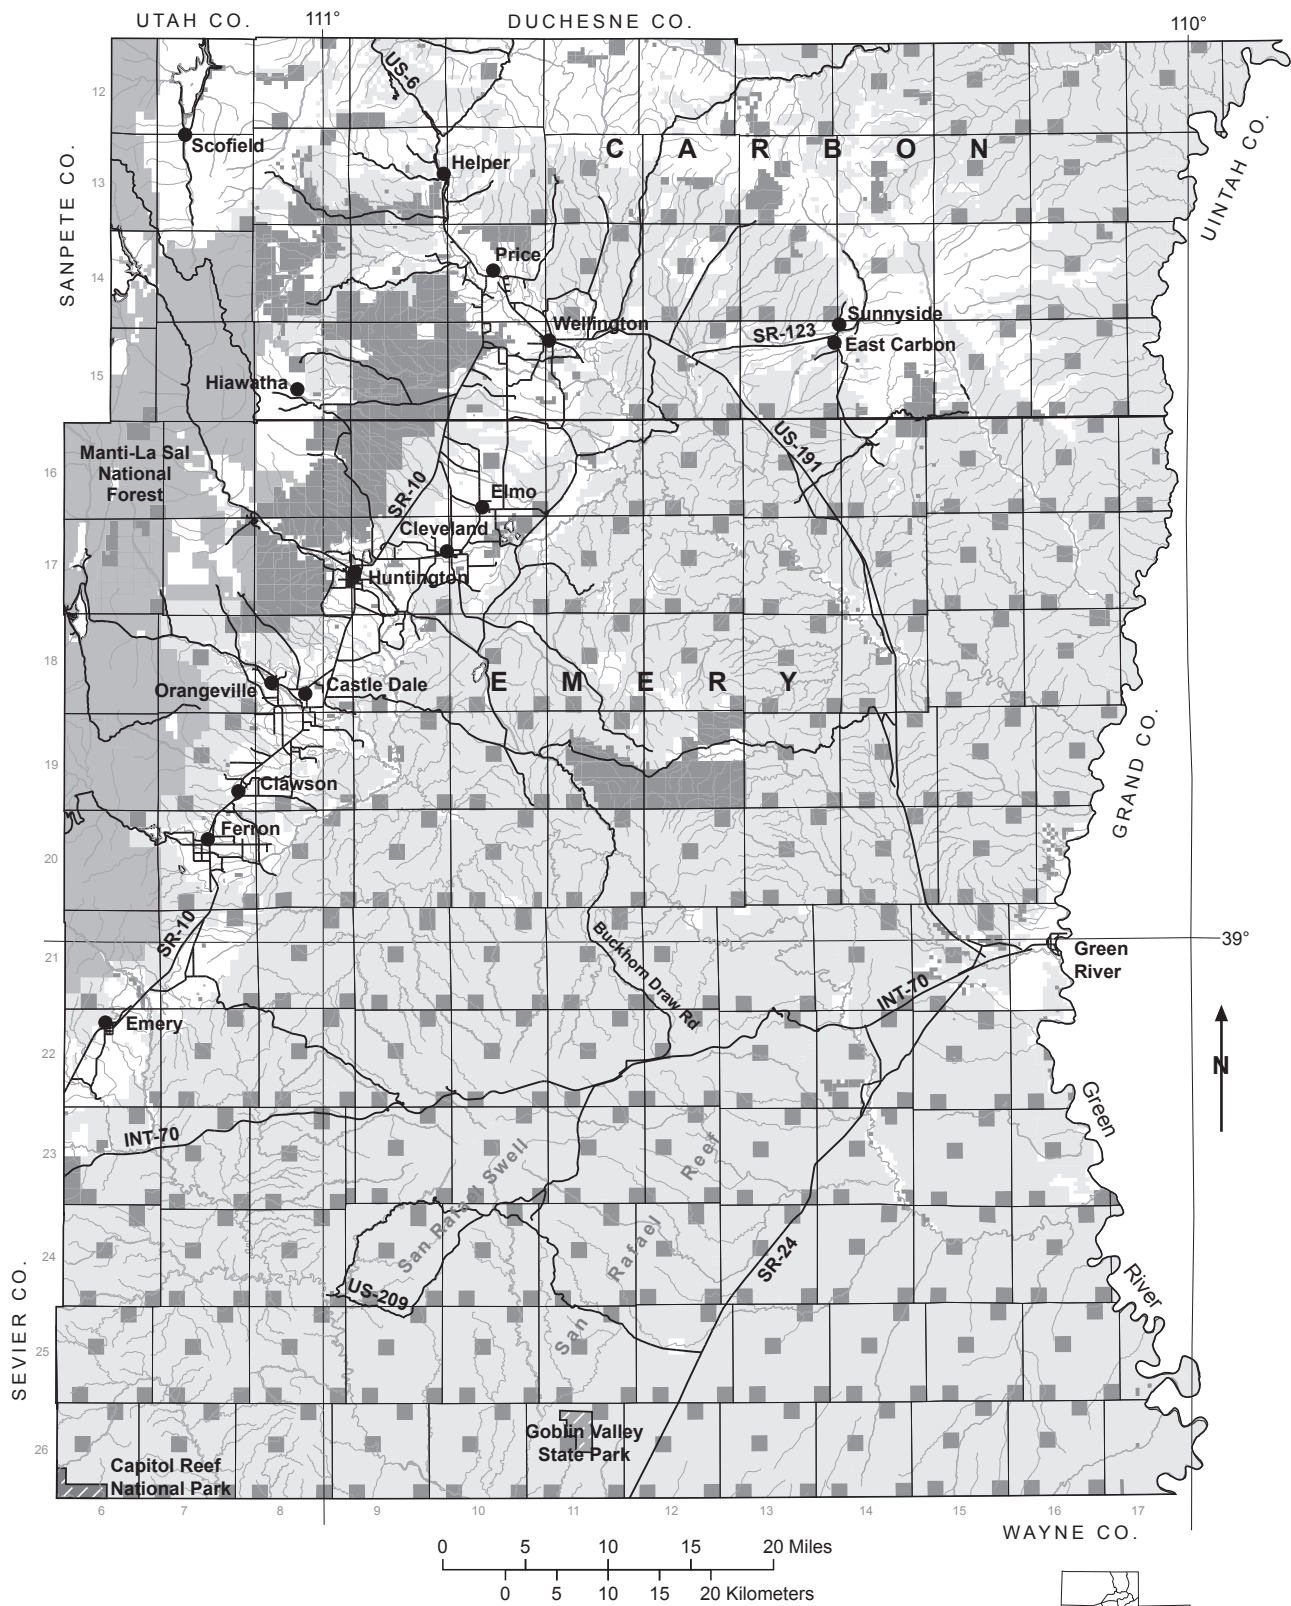 UTAH CO.
111°
DUCHESNE CO.
110°
US-6
12
Scofield
C A R B O N
Helper
UINTAH CO.
SANPETE CO.
13
Price
14
Wellington
Sunnyside
SR-123
East Carbon
15
Hiawatha
US-191
Manti-La Sal
National
Forest
16
SR-10
Elmo
Cleveland
17
Huntington
18
Orangeville
Castle Dale
E M E R Y
GRAND CO.
19
Clawson
Ferron
20
SR-10
Buckhorn Draw Rd
39°
Green
River
21
INT-70
Emery
22
N
Green
INT-70
23
San Rafael Swell
Reef
24
Rafael
SR-24
River
US-209
San
25
SEVIER CO.
Goblin Valley
State Park
26
Capitol Reef
National Park
6 7 8 9 10 11 12 13 14 15 16 17
WAYNE CO.
0 5 10 15 20 Miles
0 5 10 15 20 Kilometers